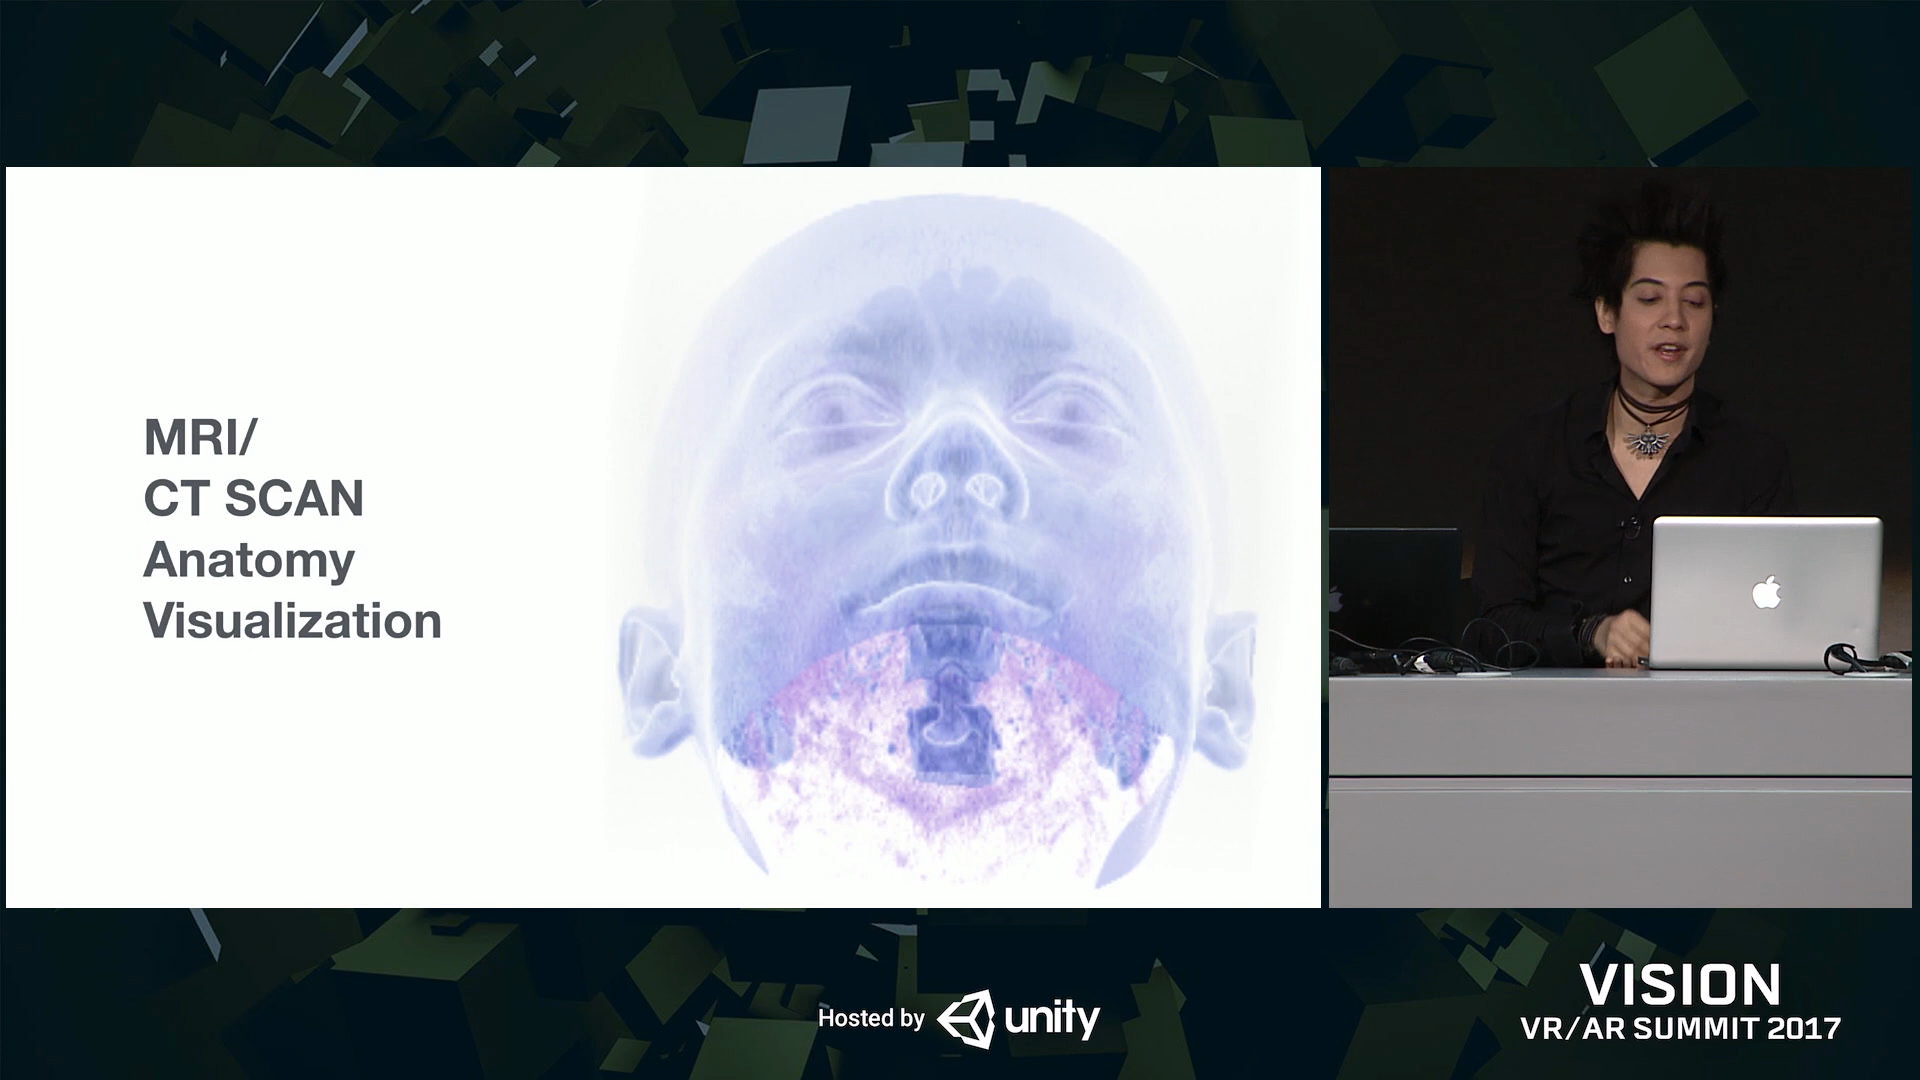 MRI/
CT SCAN
Anatomy
Visualization
Hosted by unity
VISION
VR/AR SUMMIT 2017